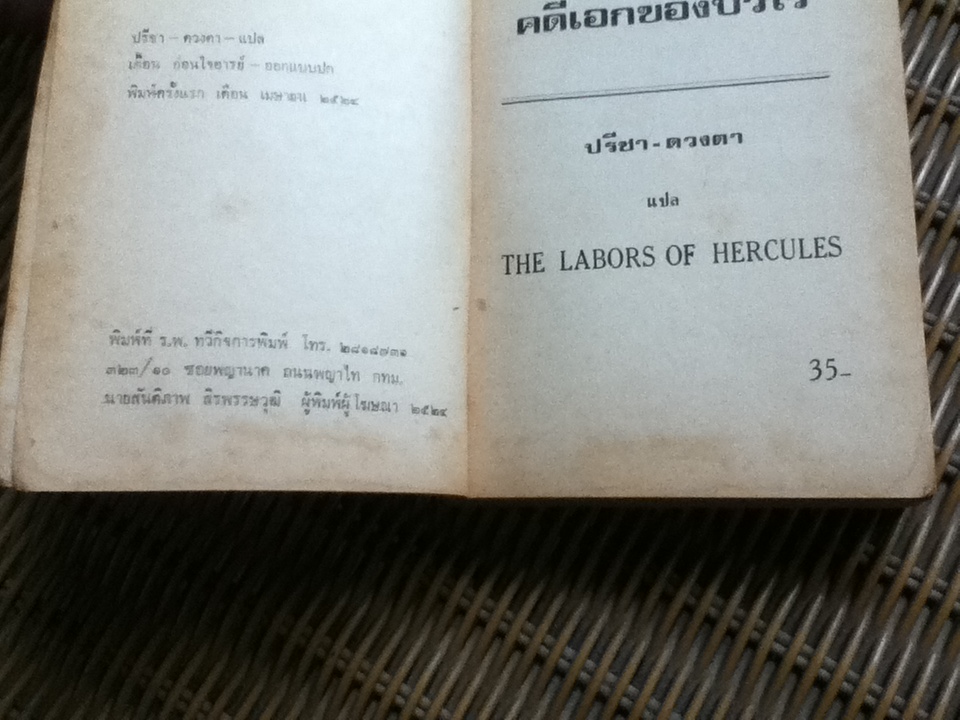 ปรีชา – ดวงตา – แปล
เดือน อ่อนใจอารย์ – ออกแบบปก
พิมพ์ครั้งแรก เดือน เมษายน ๒๕๒๔
พิมพ์ที่ ร.พ. ทวีกิจการพิมพ์ โทร. ๒๘๑๘๗๓๑
๓๒๓/๑๐ ซอยพญานาค ถนนพญาไท กทม.
นายสันติภาพ สิรพรรษวุฒิ ผู้พิมพ์ผู้โฆษณา ๒๕๒๔
คดีเอกของปัวโร
ปรีชา - ดวงตา
แปล
THE LABORS OF HERCULES
35–